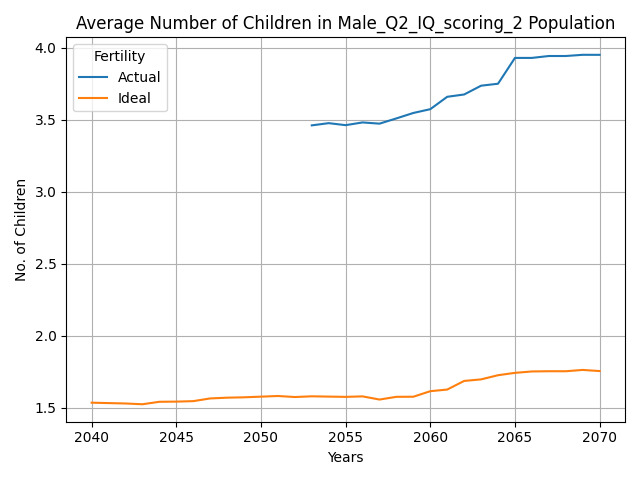 Average Number of Children in Male_Q2_IQ_scoring_2 Population
Fertility
Actual
Ideal
No. of Children
4.0
3.5
3.0
2.5
2.0
1.5
2040 2045 2050 2055 2060 2065 2070
Years